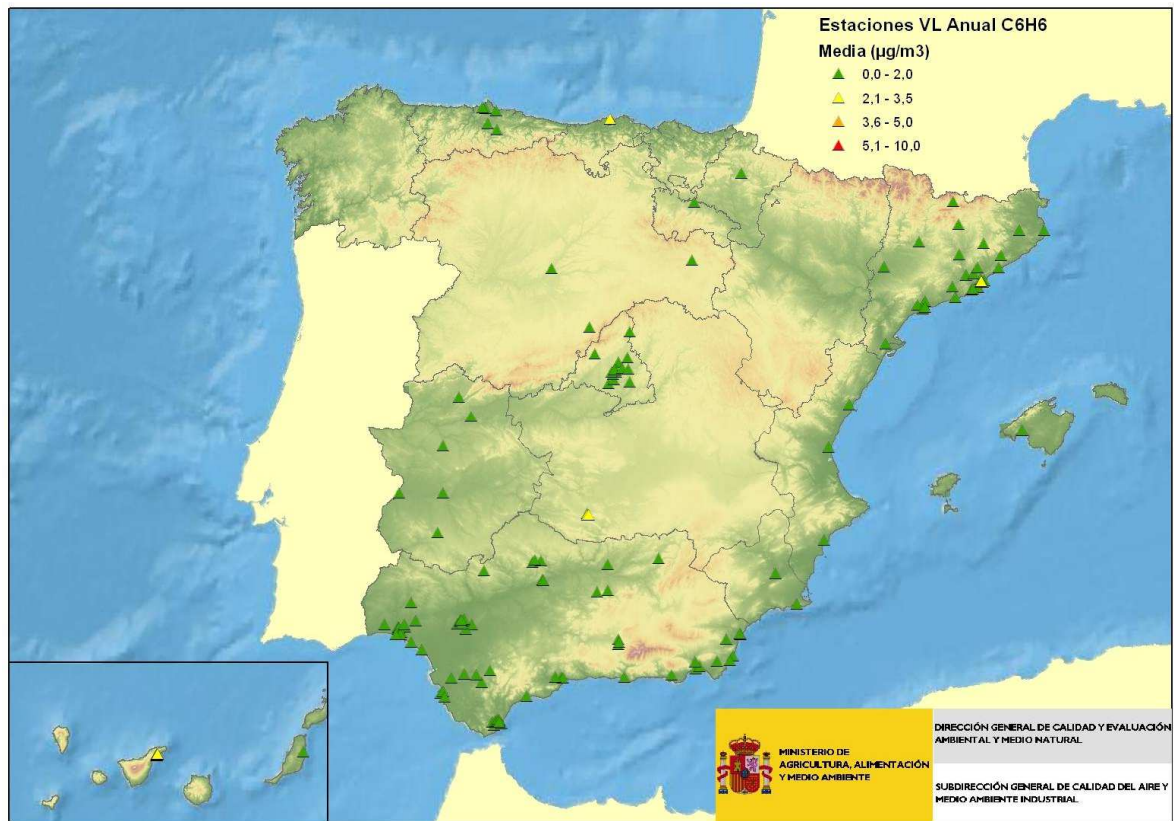 Estaciones VL Anual C6H6
Media (µg/m3)
0,0 - 2,0
2,1 - 3,5
3,6 - 5,0
5,1 - 10,0
MINISTERIO DE
AGRICULTURA, ALIMENTACIÓN
Y MEDIO AMBIENTE
DIRECCIÓN GENERAL DE CALIDAD Y EVALUACIÓN
AMBIENTAL Y MEDIO NATURAL
SUBDIRECCIÓN GENERAL DE CALIDAD DEL AIRE Y
MEDIO AMBIENTE INDUSTRIAL